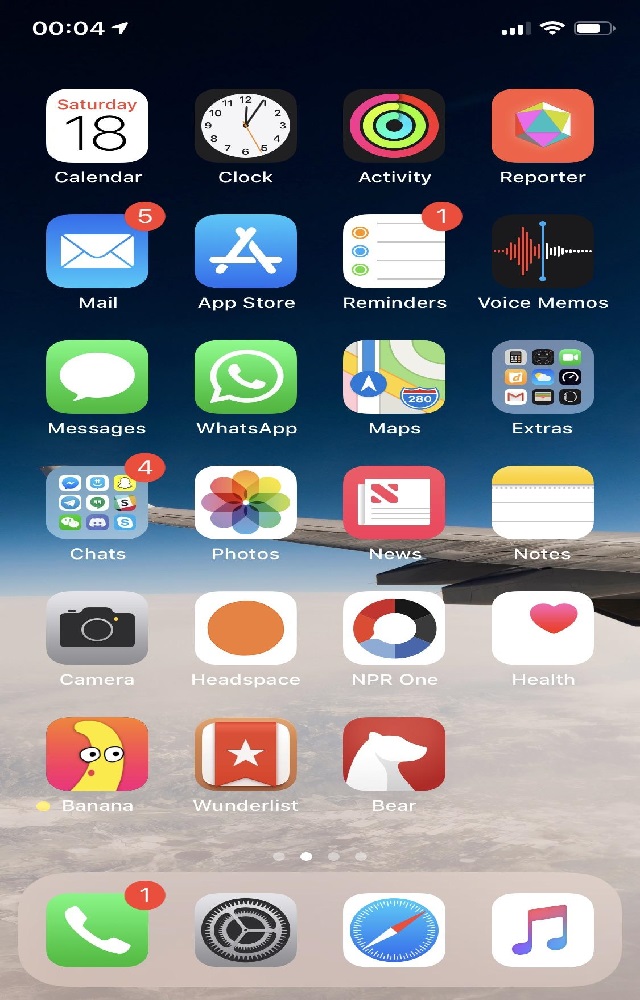 00:04
Saturday
18
Calendar
Clock
Activity
Reporter
5
1
Mail
App Store
Reminders
Voice Memos
280
Messages
WhatsApp
Maps
Extras
4
Chats
Photos
News
Notes
Camera
Headspace
NPR One
Health
Banana
Wunderlist
Bear
1